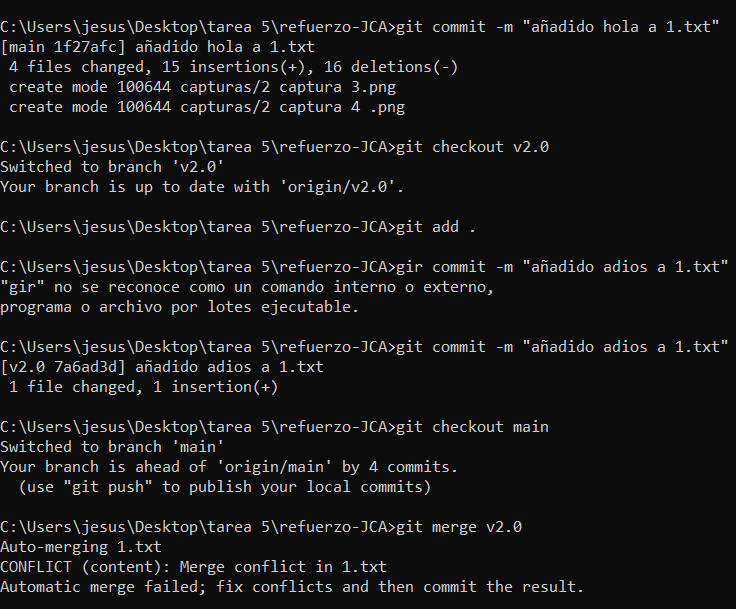 C:\Users\jesus\Desktop\tarea 5\refuerzo-JCA>git commit -m "añadido hola a 1.txt"
[main 1f27afc] añadido hola a 1.txt
 4 files changed, 15 insertions(+), 16 deletions(-)
 create mode 100644 capturas/2 captura 3.png
 create mode 100644 capturas/2 captura 4 .png
C:\Users\jesus\Desktop\tarea 5\refuerzo-JCA>git checkout v2.0
Switched to branch 'v2.0'
Your branch is up to date with 'origin/v2.0'.
C:\Users\jesus\Desktop\tarea 5\refuerzo-JCA>git add .
C:\Users\jesus\Desktop\tarea 5\refuerzo-JCA>gir commit -m "añadido adios a 1.txt"
"gir" no se reconoce como un comando interno o externo,
programa o archivo por lotes ejecutable.
C:\Users\jesus\Desktop\tarea 5\refuerzo-JCA>git commit -m "añadido adios a 1.txt"
[v2.0 7a6ad3d] añadido adios a 1.txt
 1 file changed, 1 insertion(+)
C:\Users\jesus\Desktop\tarea 5\refuerzo-JCA>git checkout main
Switched to branch 'main'
Your branch is ahead of 'origin/main' by 4 commits.
  (use "git push" to publish your local commits)
C:\Users\jesus\Desktop\tarea 5\refuerzo-JCA>git merge v2.0
Auto-merging 1.txt
CONFLICT (content): Merge conflict in 1.txt
Automatic merge failed; fix conflicts and then commit the result.